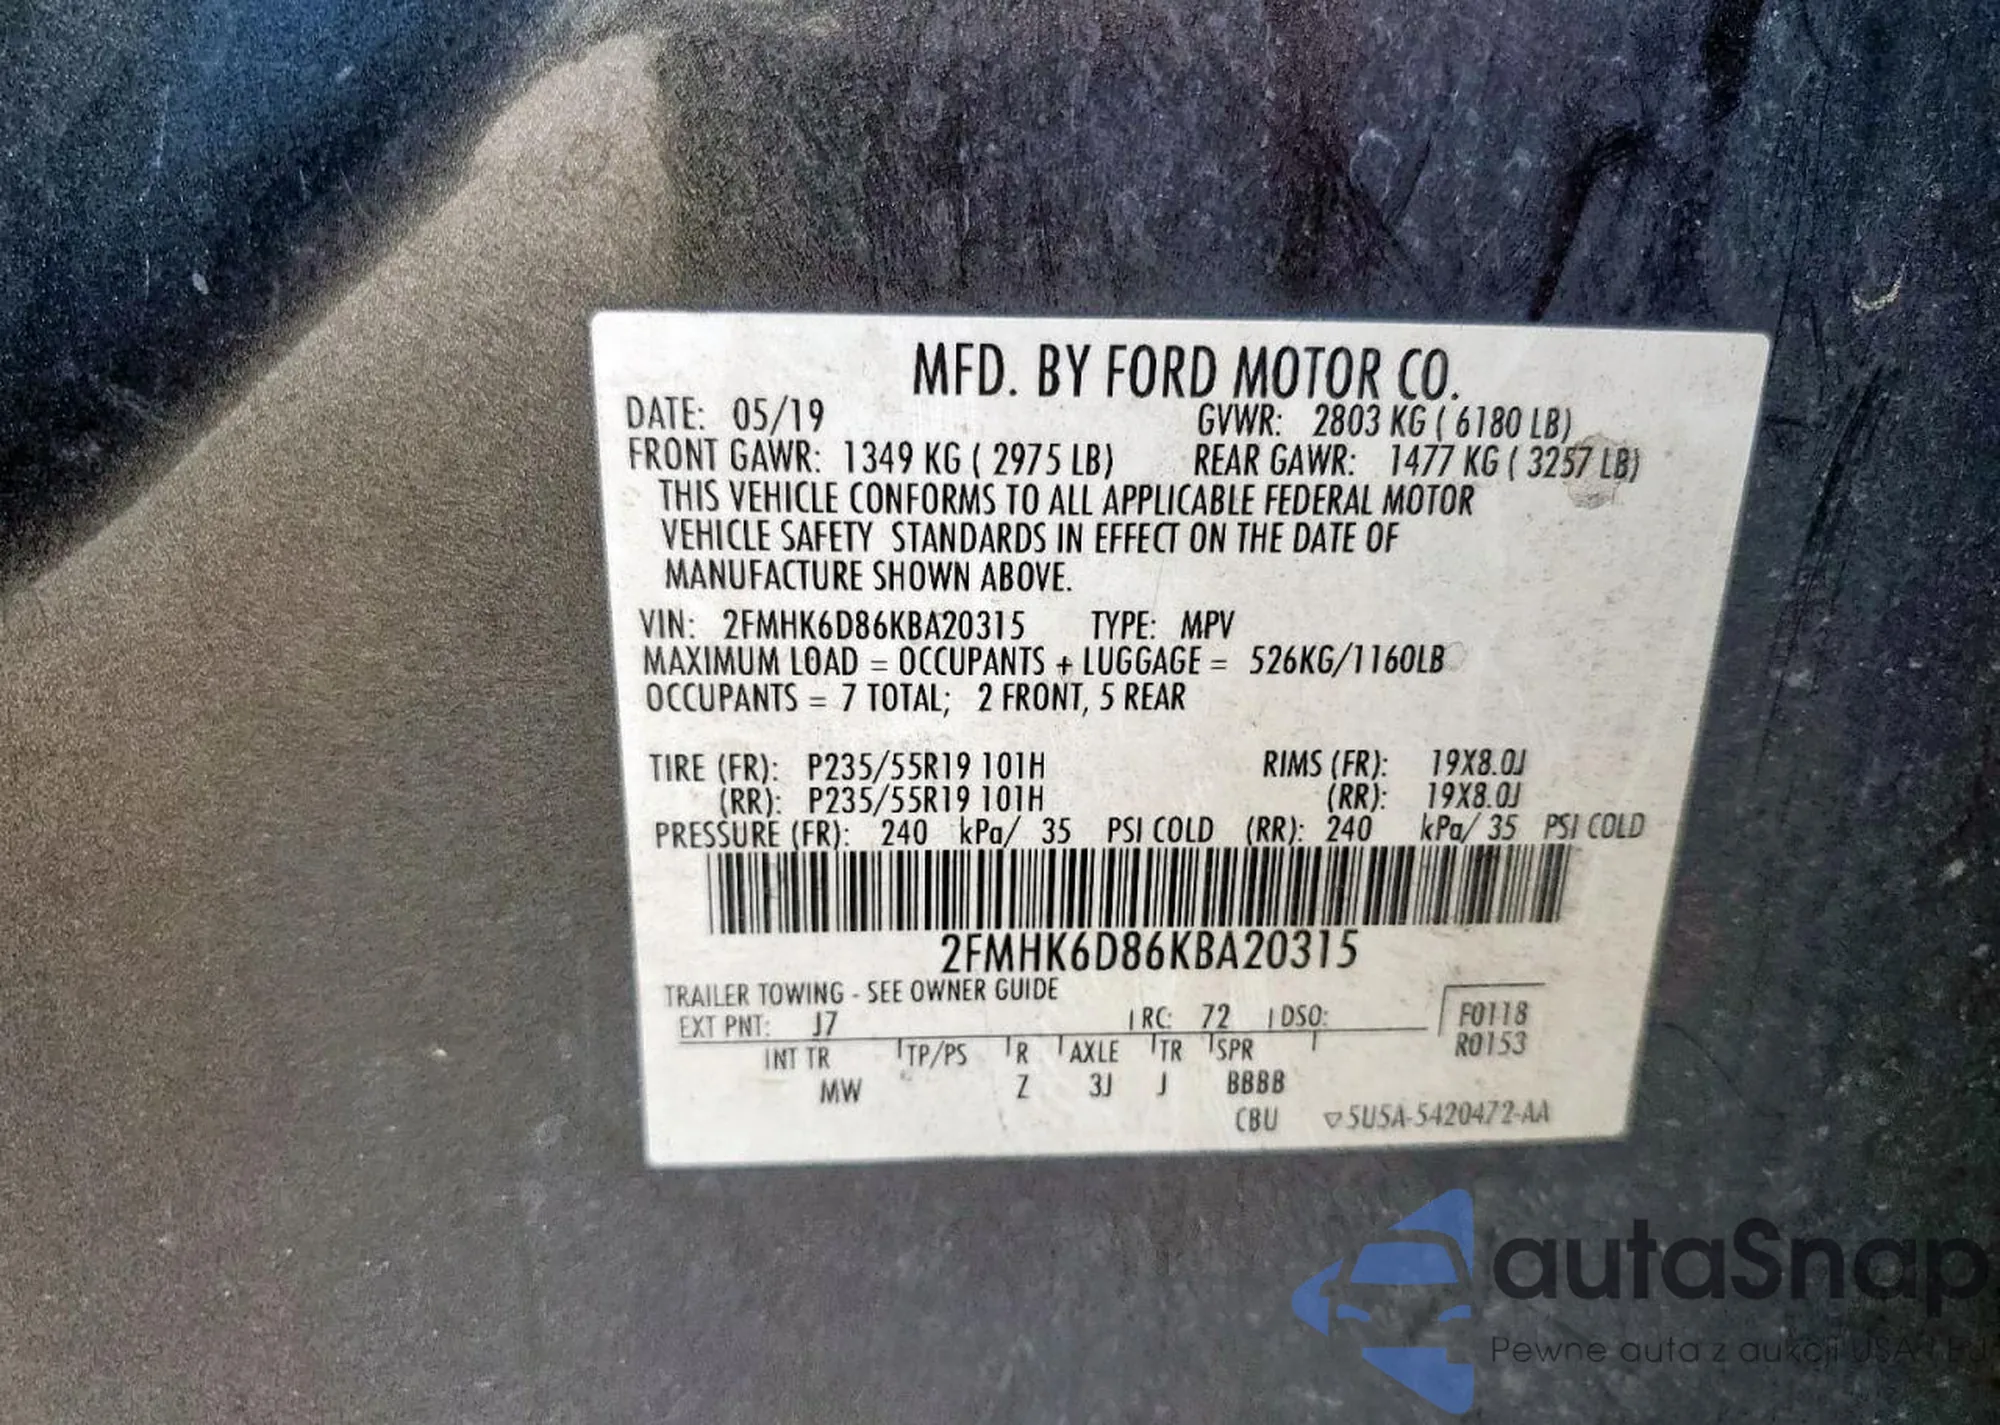 MFD. BY FORD MOTOR CO.
DATE: 05/19 GVWR: 2803 KG ( 6180 LB)
FRONT GAWR: 1349 KG ( 2975 LB) REAR GAWR: 1477 KG ( 3257 LB)
THIS VEHICLE CONFORMS TO ALL APPLICABLE FEDERAL MOTOR
VEHICLE SAFETY STANDARDS IN EFFECT ON THE DATE OF
MANUFACTURE SHOWN ABOVE.
VIN: 2FMHK6D86KBA20315 TYPE: MPV
MAXIMUM LOAD = OCCUPANTS + LUGGAGE = 526KG/1160LB
OCCUPANTS = 7 TOTAL; 2 FRONT, 5 REAR
TIRE (FR): P235/55R19 101H RIMS (FR): 19X8.0J
(RR): P235/55R19 101H (RR): 19X8.0J
PRESSURE (FR): 240 kPa/ 35 PSI COLD (RR): 240 kPa/ 35 PSI COLD
2FMHK6D86KBA20315
TRAILER TOWING - SEE OWNER GUIDE
EXT PNT: J7 RC: 72 DSO: F0118
R0153
INT TR TP/PS R AXLE TR SPR
MW Z 3J J BBBB
CBU ▽5U5A-5420472-AA
autaSnap
Pewne auta z aukcji USA i